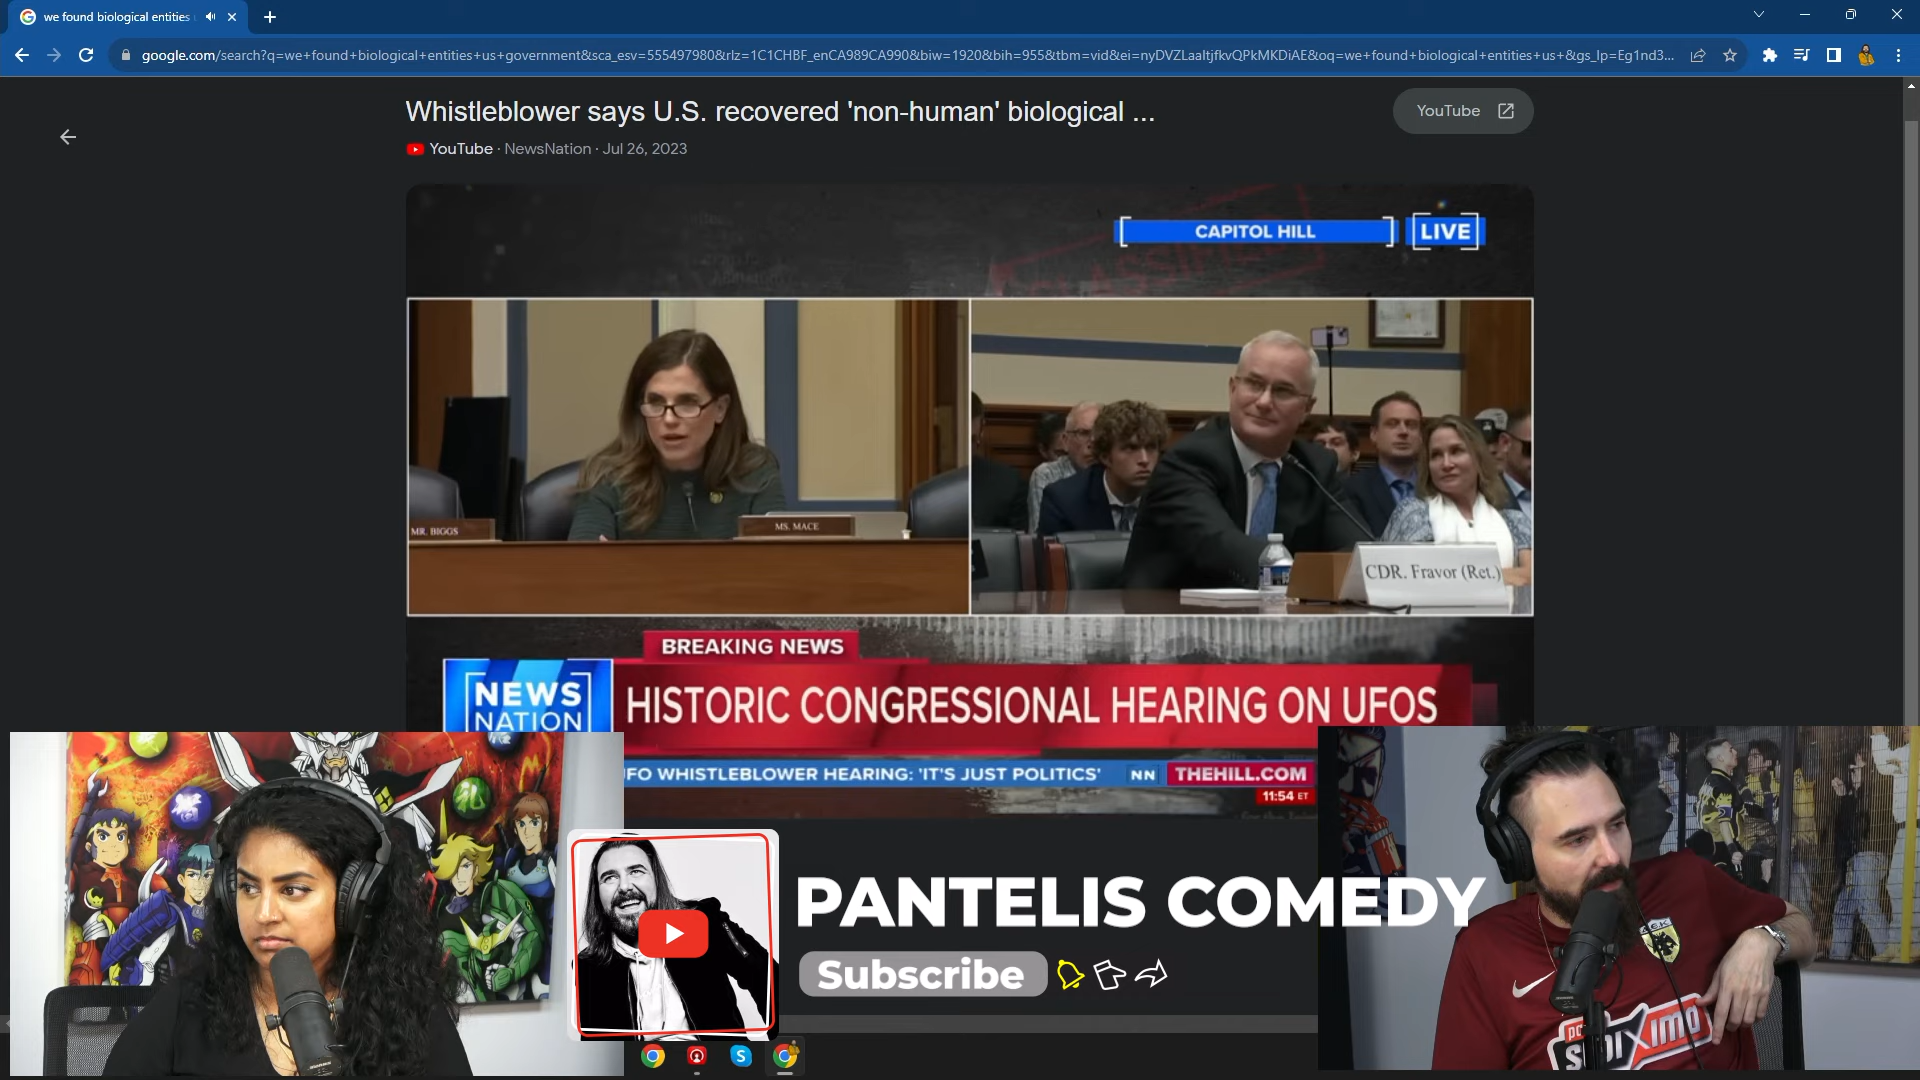 we found biological entities
google.com/search?q=we+found+biological+entities+us+government&sca_esv=555497980&rlz=1C1CHBF_enCA989CA990&biw=1920&bih=955&tbm=vid&ei=nyDVZLaaItjfkvQPkMKDiAE&oq=we+found+biological+entities+us+&gs_lp=Eg1nd3...
Whistleblower says U.S. recovered 'non-human' biological ...
YouTube
YouTube · NewsNation · Jul 26, 2023
CAPITOL HILL
LIVE
MR. BIGGS
MS. MACE
CDR. Fravor (Ret.)
BREAKING NEWS
NEWS
NATION
HISTORIC CONGRESSIONAL HEARING ON UFOS
FO WHISTLEBLOWER HEARING: 'IT'S JUST POLITICS'
NN
THEHILL.COM
11:54 ET
PANTELIS COMEDY
Subscribe